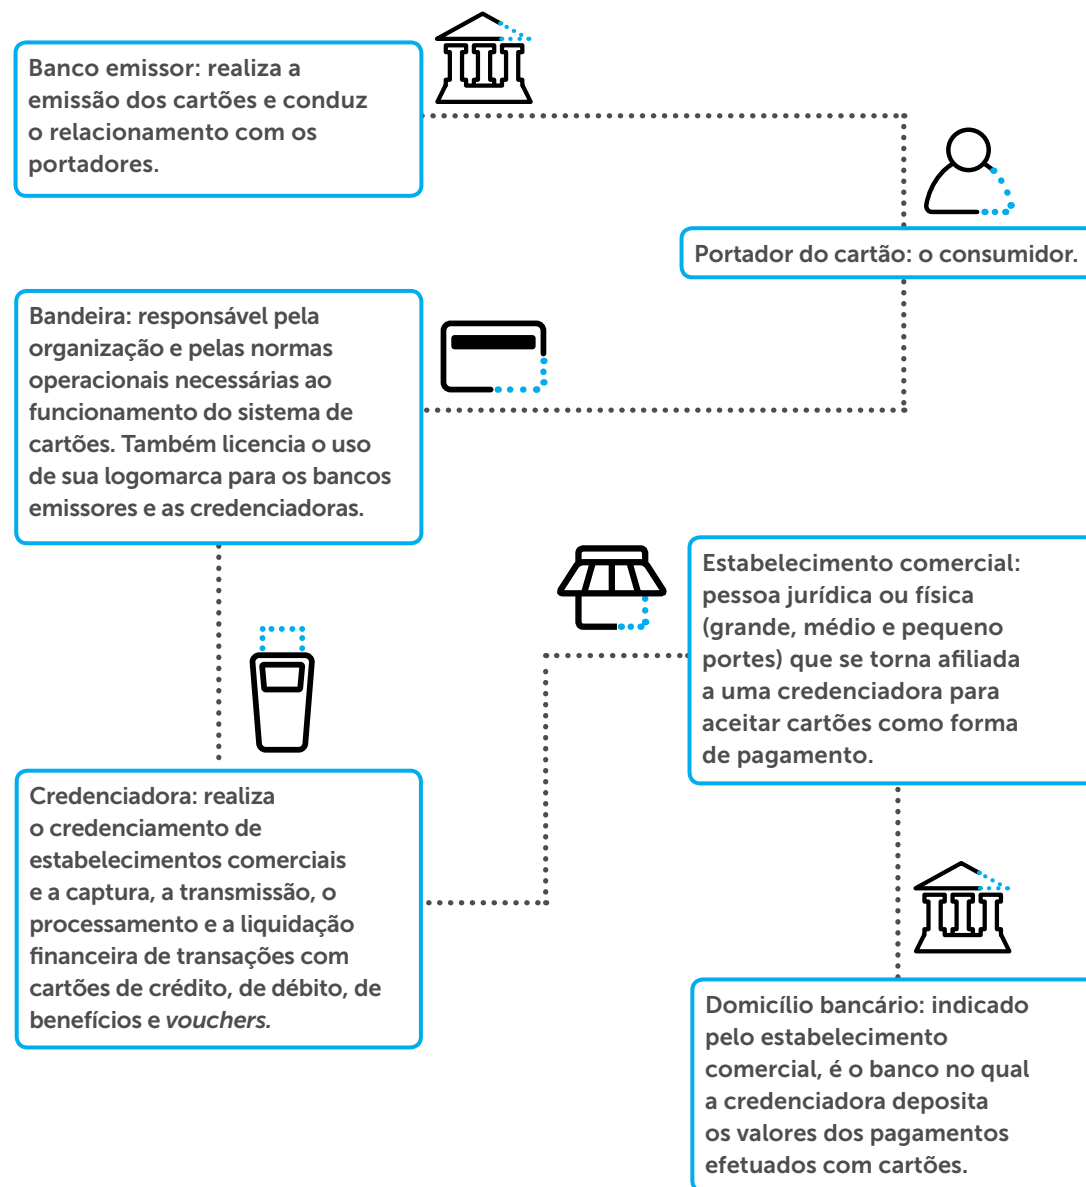 Banco emissor: realiza a
emissão dos cartões e conduz
o relacionamento com os
portadores.
Portador do cartão: o consumidor.
Bandeira: responsável pela
organização e pelas normas
operacionais necessárias ao
funcionamento do sistema de
cartões. Também licencia o uso
de sua logomarca para os bancos
emissores e as credenciadoras.
Credenciadora: realiza
o credenciamento de
estabelecimentos comerciais
e a captura, a transmissão, o
processamento e a liquidação
financeira de transações com
cartões de crédito, de débito, de
benefícios e vouchers.
Estabelecimento comercial:
pessoa jurídica ou física
(grande, médio e pequeno
portes) que se torna afiliada
a uma credenciadora para
aceitar cartões como forma
de pagamento.
Domicílio bancário: indicado
pelo estabelecimento
comercial, é o banco no qual
a credenciadora deposita
os valores dos pagamentos
efetuados com cartões.